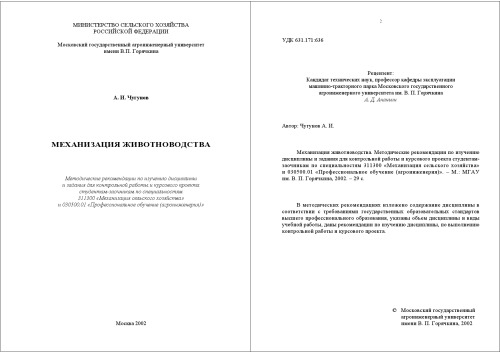 МИНИСТЕРСТВО СЕЛЬСКОГО ХОЗЯЙСТВА
РОССИЙСКОЙ ФЕДЕРАЦИИ
Московский государственный агроинженерный университет
имени В.П. Горячкина
А. И. Чугунов
МЕХАНИЗАЦИЯ ЖИВОТНОВОДСТВА
Методические рекомендации по изучению дисциплины
и задания для контрольной работы и курсового проекта
студентам-заочникам по специальностям
311300 «Механизация сельского хозяйства»
и 030500.01 «Профессиональное обучение (агроинженерия)»
Москва 2002
2
УДК 631.171:636
Рецензент:
Кандидат технических наук, профессор кафедры эксплуатации
машинно-тракторного парка Московского государственного
агроинженерного университета им. В. П. Горячкина
А. Д. Ананьин
Автор: Чугунов А. И.
Механизация животноводства. Методические рекомендации по изучению
дисциплины и задания для контрольной работы и курсового проекта студентам-
заочникам по специальностям 311300 «Механизация сельского хозяйства»
и 030500.01 «Профессиональное обучение (агроинженерия)». – М.: МГАУ
им. В. П. Горячкина, 2002. – 29 с.
В методических рекомендациях изложено содержание дисциплины в
соответствии с требованиями государственных образовательных стандартов
высшего профессионального образования, указаны объем дисциплины и виды
учебной работы, даны рекомендации по изучению дисциплины, по выполнению
контрольной работы и курсового проекта.
© Московский государственный
агроинженерный университет
имени В. П. Горячкина, 2002